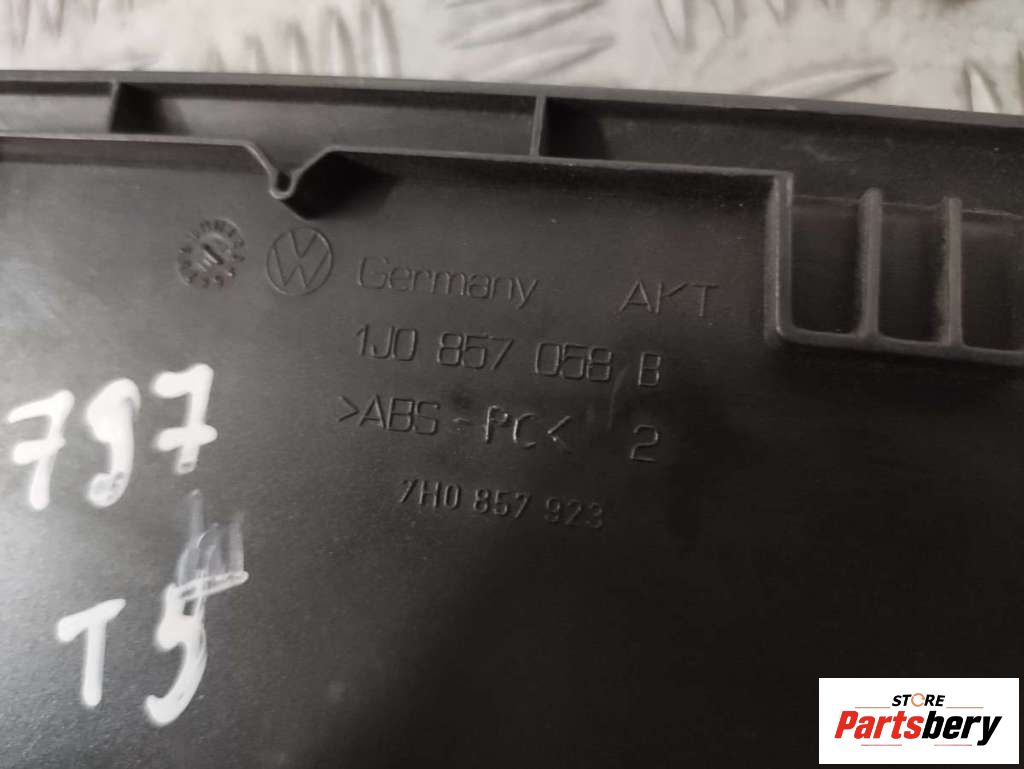 Germany AKT
1J0 857 058 B
>ABS-PC< 2
7H0 857 923
797
T5
STORE
Partsbery